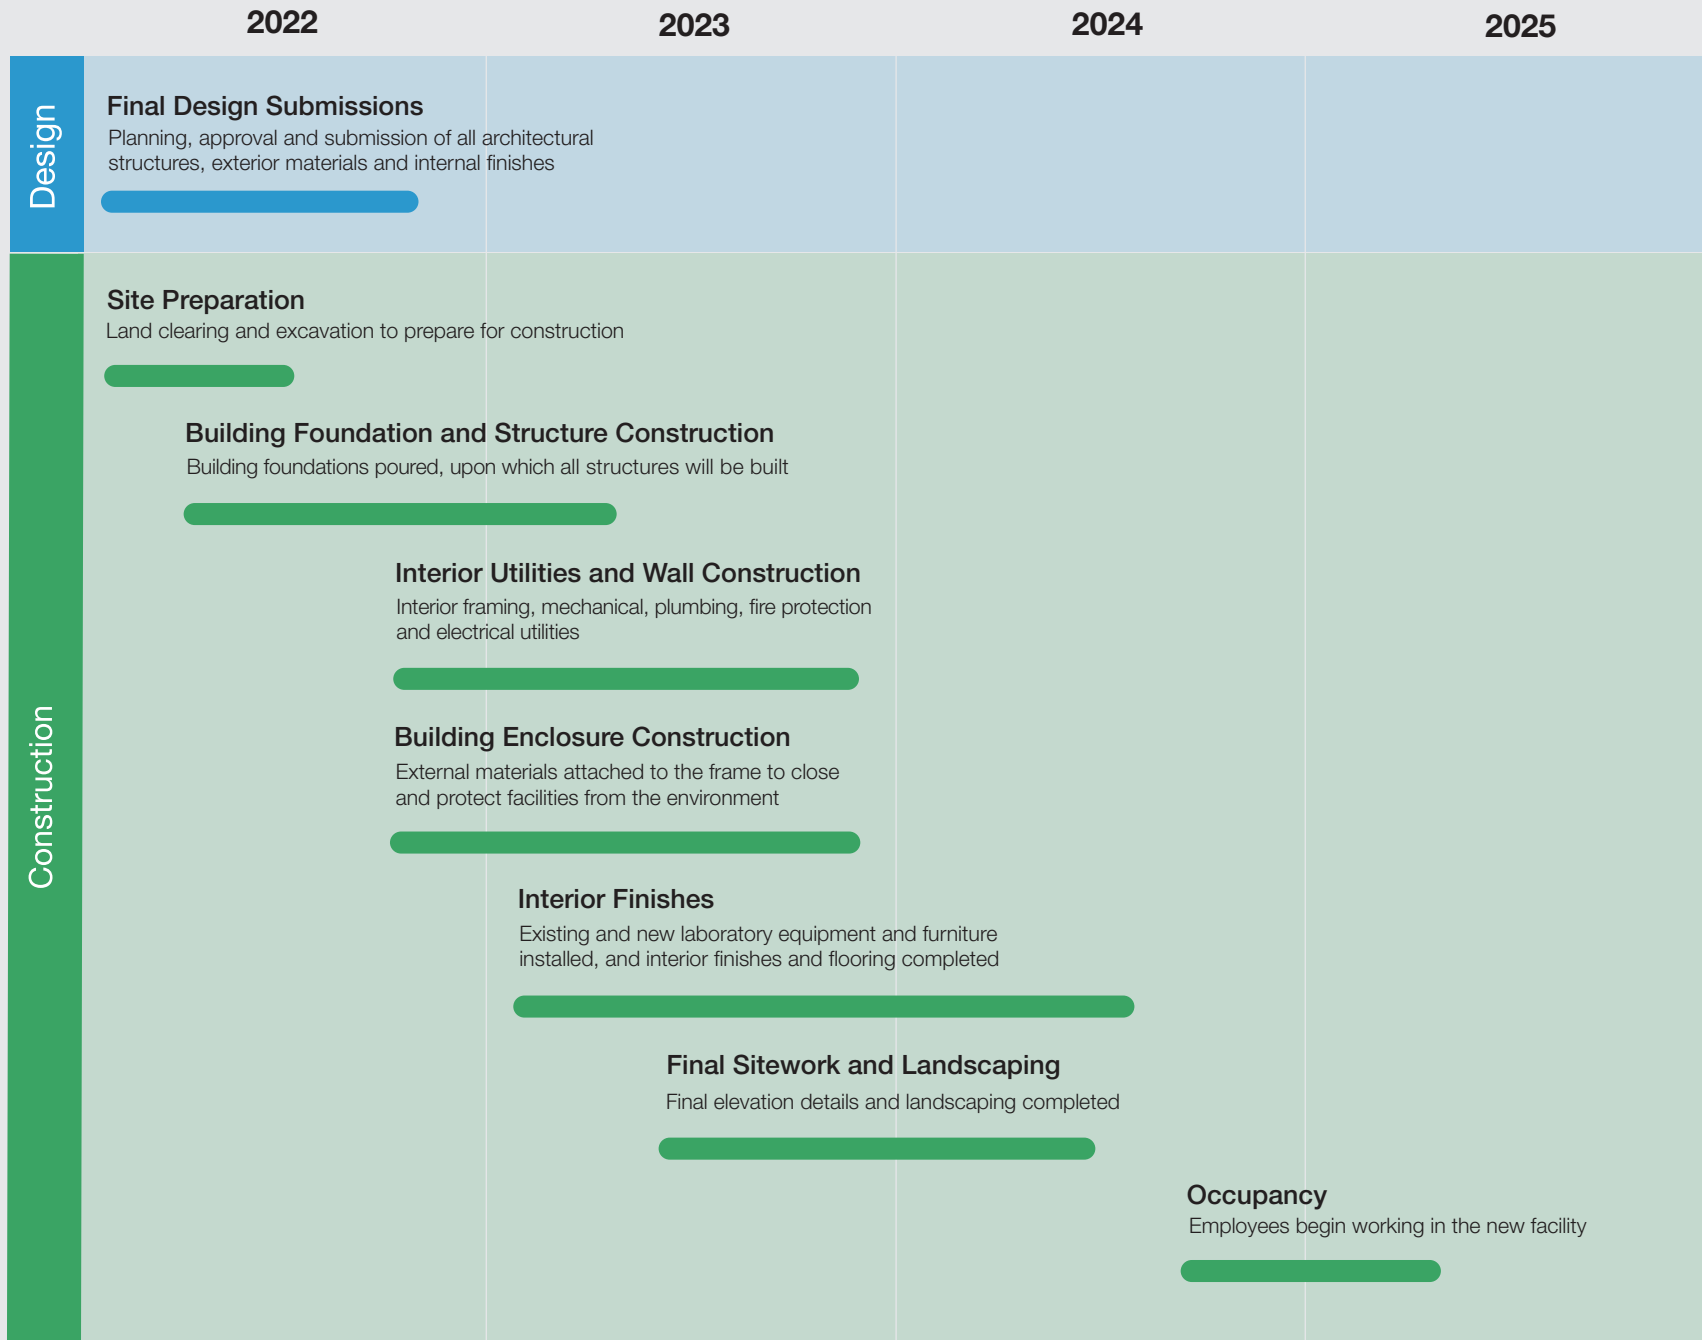 2022
2023
2024
2025
Design
Final Design Submissions
Planning, approval and submission of all architectural
structures, exterior materials and internal finishes
Construction
Site Preparation
Land clearing and excavation to prepare for construction
Building Foundation and Structure Construction
Building foundations poured, upon which all structures will be built
Interior Utilities and Wall Construction
Interior framing, mechanical, plumbing, fire protection
and electrical utilities
Building Enclosure Construction
External materials attached to the frame to close
and protect facilities from the environment
Interior Finishes
Existing and new laboratory equipment and furniture
installed, and interior finishes and flooring completed
Final Sitework and Landscaping
Final elevation details and landscaping completed
Occupancy
Employees begin working in the new facility